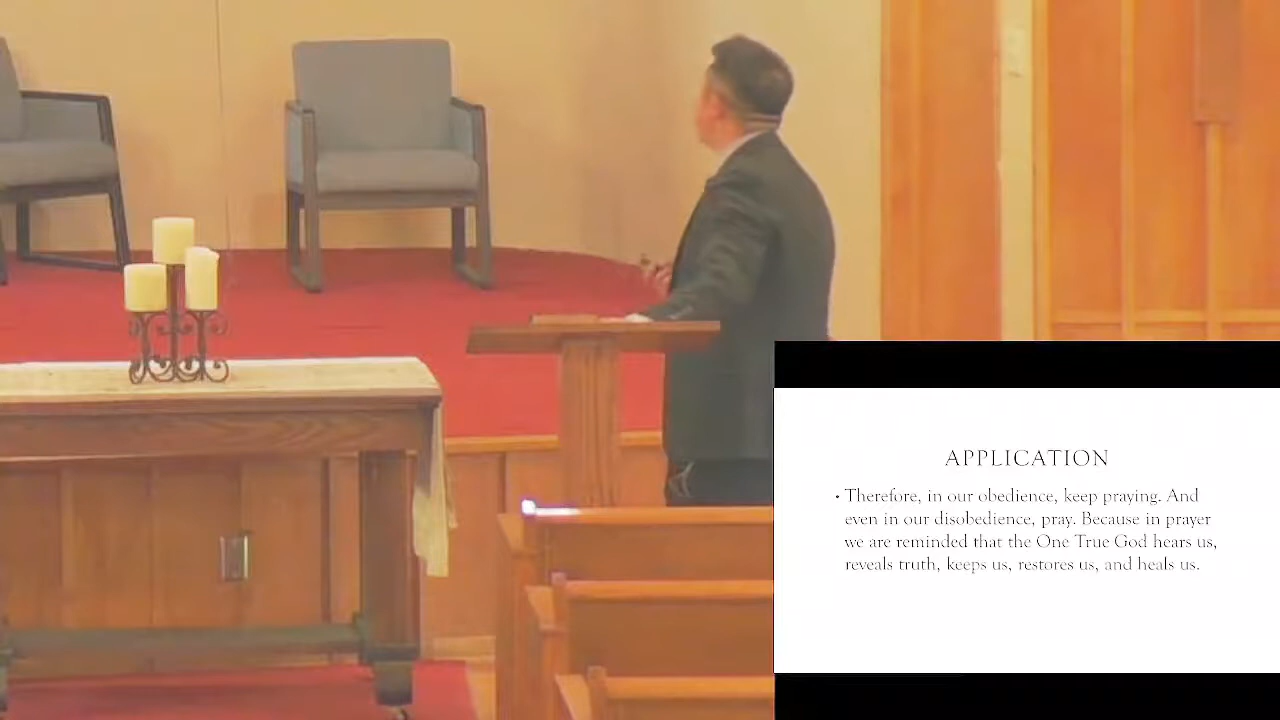 APPLICATION
• Therefore, in our obedience, keep praying. And
even in our disobedience, pray. Because in prayer
we are reminded that the One True God hears us,
reveals truth, keeps us, restores us, and heals us.